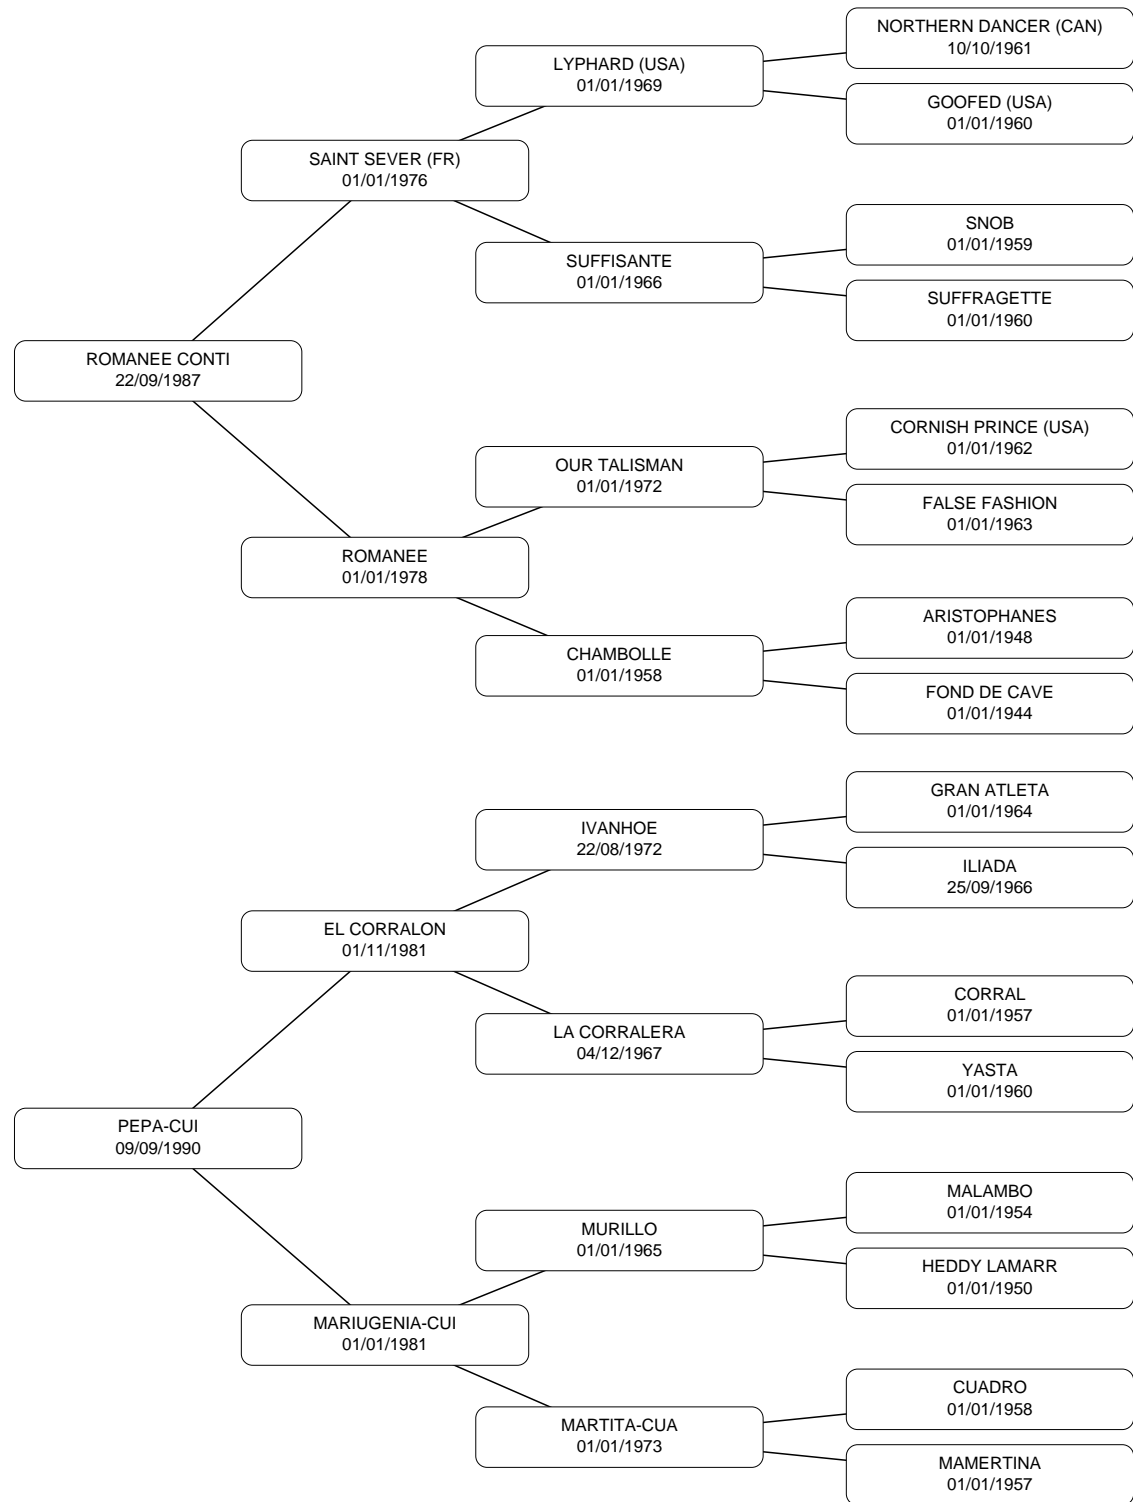 NORTHERN DANCER (CAN)
10/10/1961
LYPHARD (USA)
01/01/1969
GOOFED (USA)
01/01/1960
SAINT SEVER (FR)
01/01/1976
SNOB
01/01/1959
SUFFISANTE
01/01/1966
SUFFRAGETTE
01/01/1960
ROMANEE CONTI
22/09/1987
CORNISH PRINCE (USA)
01/01/1962
OUR TALISMAN
01/01/1972
FALSE FASHION
01/01/1963
ROMANEE
01/01/1978
ARISTOPHANES
01/01/1948
CHAMBOLLE
01/01/1958
FOND DE CAVE
01/01/1944
GRAN ATLETA
01/01/1964
IVANHOE
22/08/1972
ILIADA
25/09/1966
EL CORRALON
01/11/1981
CORRAL
01/01/1957
LA CORRALERA
04/12/1967
YASTA
01/01/1960
PEPA-CUI
09/09/1990
MALAMBO
01/01/1954
MURILLO
01/01/1965
HEDDY LAMARR
01/01/1950
MARIUGENIA-CUI
01/01/1981
CUADRO
01/01/1958
MARTITA-CUA
01/01/1973
MAMERTINA
01/01/1957